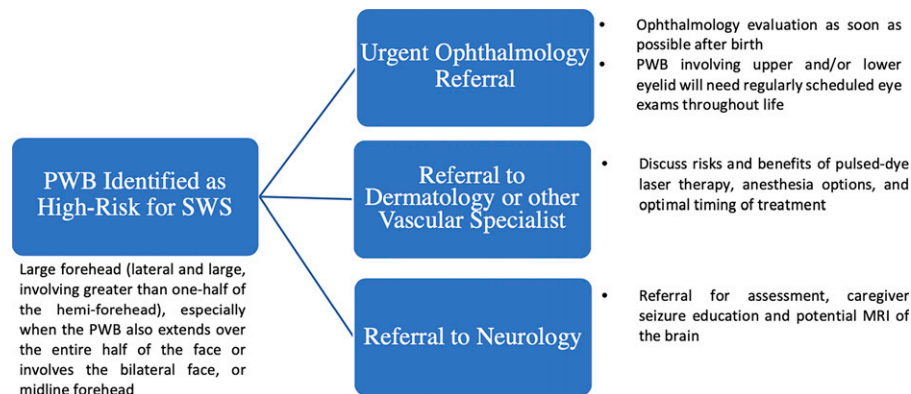 PWB Identified as
High-Risk for SWS
Large forehead (lateral and large,
involving greater than one-half of
the hemi-forehead), especially
when the PWB also extends over
the entire half of the face or
involves the bilateral face, or
midline forehead
Urgent Ophthalmology
Referral
• Ophthalmology evaluation as soon as
possible after birth
• PWB involving upper and/or lower
eyelid will need regularly scheduled eye
exams throughout life
Referral to
Dermatology or other
Vascular Specialist
• Discuss risks and benefits of pulsed-dye
laser therapy, anesthesia options, and
optimal timing of treatment
Referral to Neurology
• Referral for assessment, caregiver
seizure education and potential MRI of
the brain